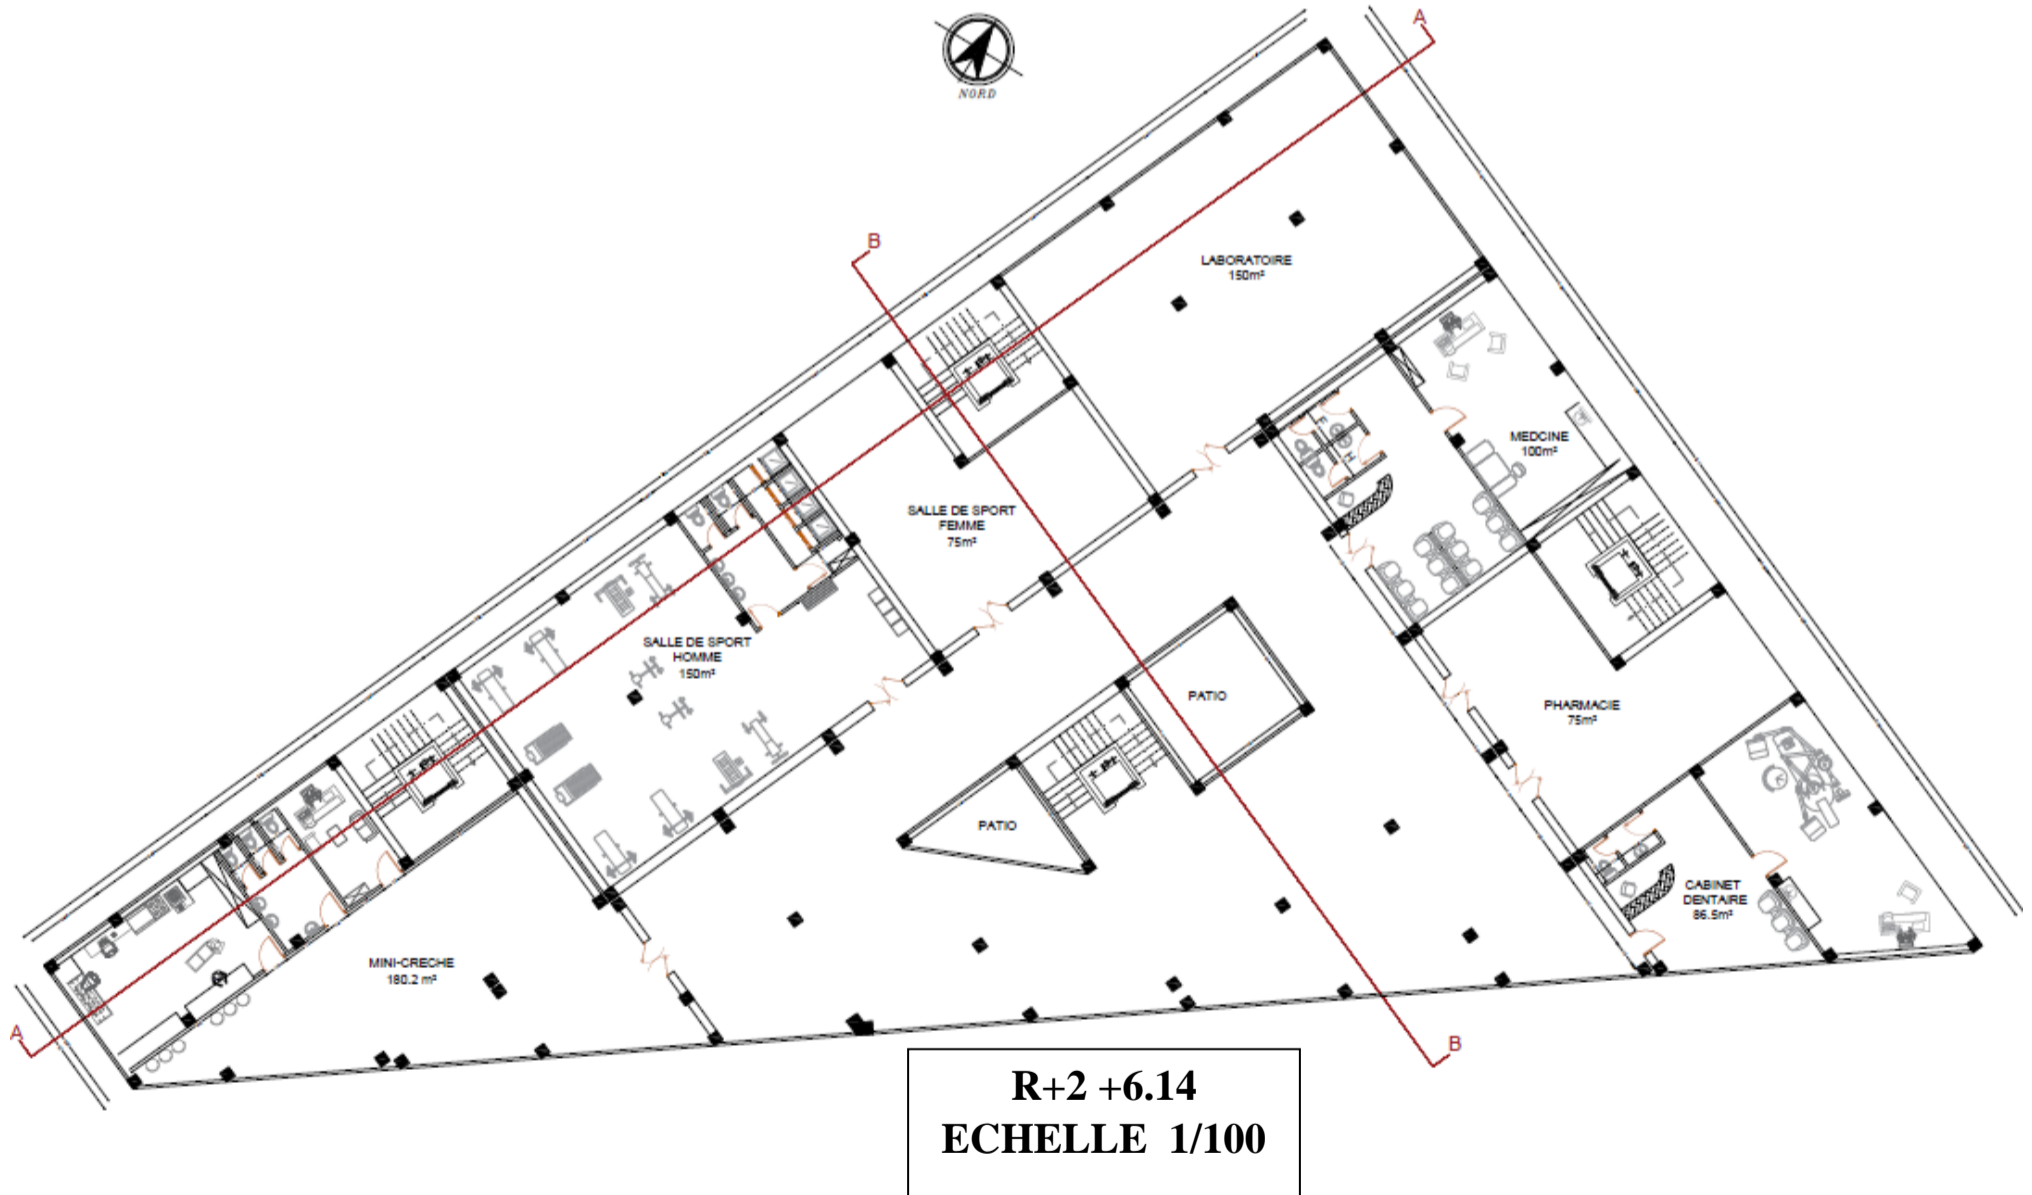 A
NORD
B
LABORATOIRE
150m²
MEDCINE
100m²
F
H
SALLE DE SPORT
FEMME
75m²
SALLE DE SPORT
HOMME
150m²
PATIO
PHARMACIE
75m²
PATIO
CABINET
DENTAIRE
86.5m²
MINI-CRECHE
180.2 m²
A
B
R+2 +6.14
ECHELLE 1/100